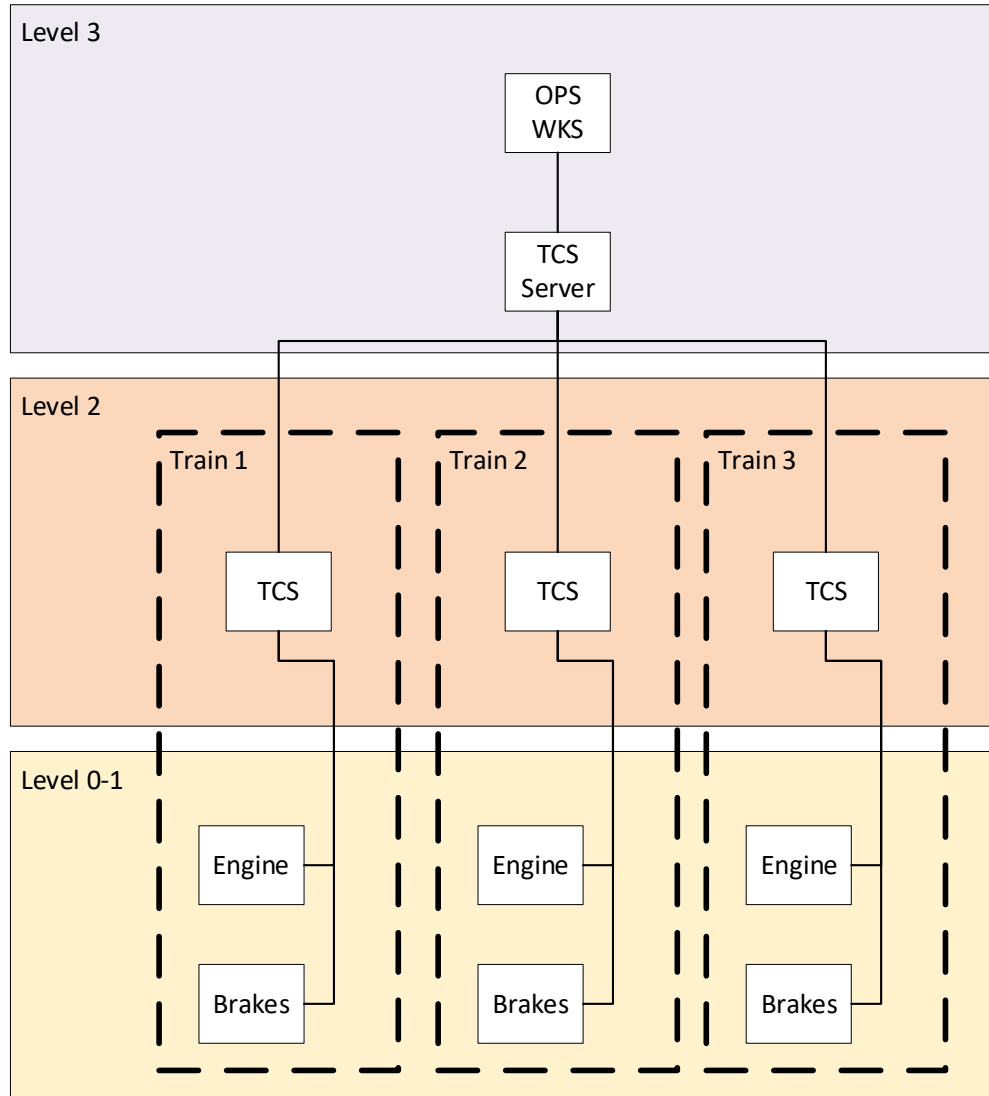 Level 3
OPS
WKS
TCS
Server
Level 2
Train 1
Train 2
Train 3
TCS
TCS
TCS
Level 0-1
Engine
Engine
Engine
Brakes
Brakes
Brakes